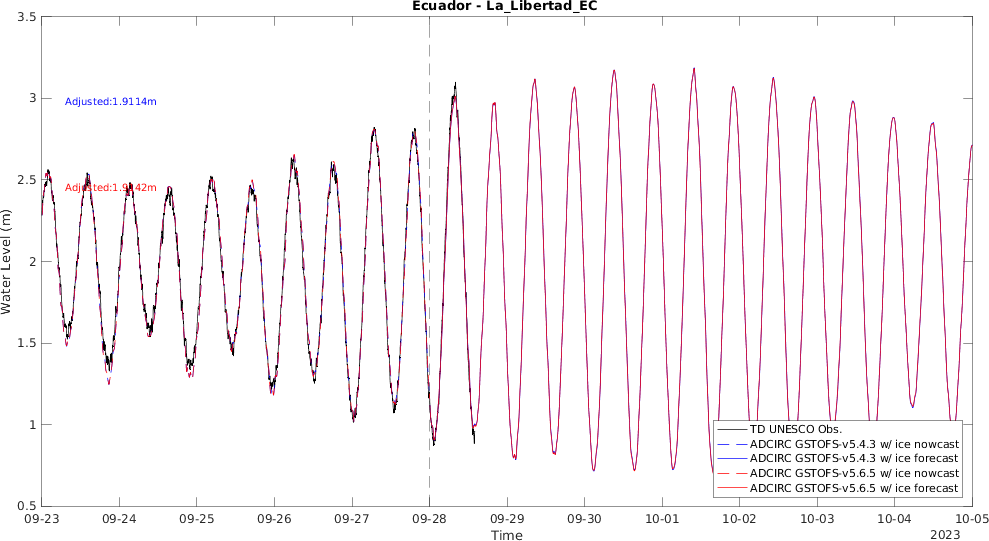 Ecuador - La_Libertad_EC
3.5
3
2.5
2
1.5
1
0.5
Water Level (m)
Adjusted:1.9114m
Adjusted:1.9142m
TD UNESCO Obs.
ADCIRC GSTOFS-v5.4.3 w/ ice nowcast
ADCIRC GSTOFS-v5.4.3 w/ ice forecast
ADCIRC GSTOFS-v5.6.5 w/ ice nowcast
ADCIRC GSTOFS-v5.6.5 w/ ice forecast
09-23 09-24 09-25 09-26 09-27 09-28 09-29 09-30 10-01 10-02 10-03 10-04 10-05
Time
2023